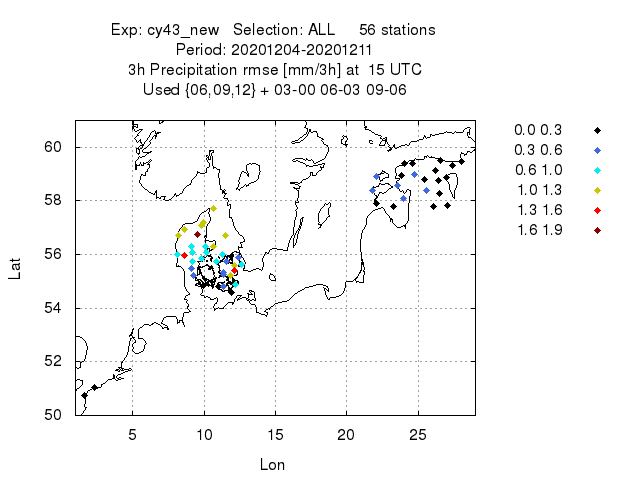 Exp: cy43_new   Selection: ALL     56 stations
Period: 20201204-20201211
3h Precipitation rmse [mm/3h] at  15 UTC
Used {06,09,12} + 03-00 06-03 09-06
0.0 0.3
0.3 0.6
0.6 1.0
1.0 1.3
1.3 1.6
1.6 1.9
60
58
56
54
52
50
Lat
5 10 15 20 25
Lon